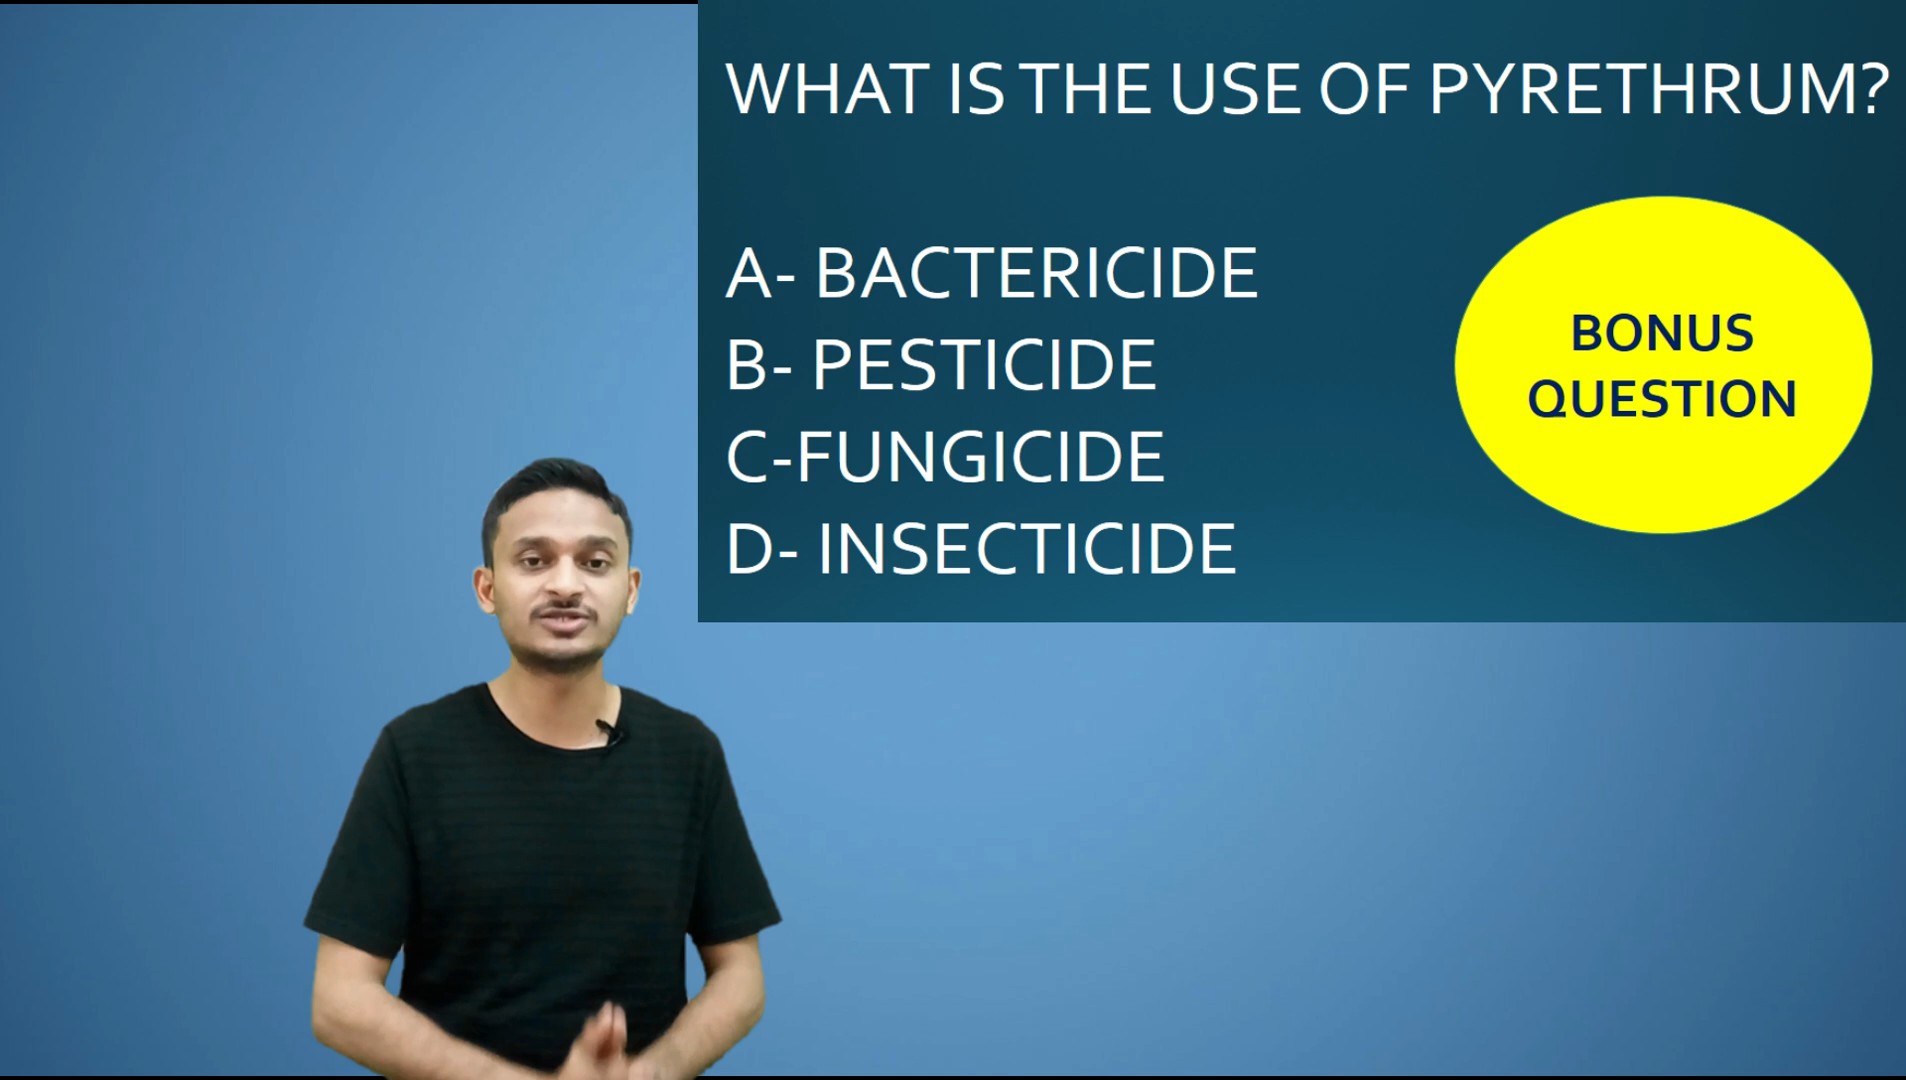 WHAT IS THE USE OF PYRETHRUM?
A- BACTERICIDE
B- PESTICIDE
C-FUNGICIDE
D- INSECTICIDE
BONUS
QUESTION